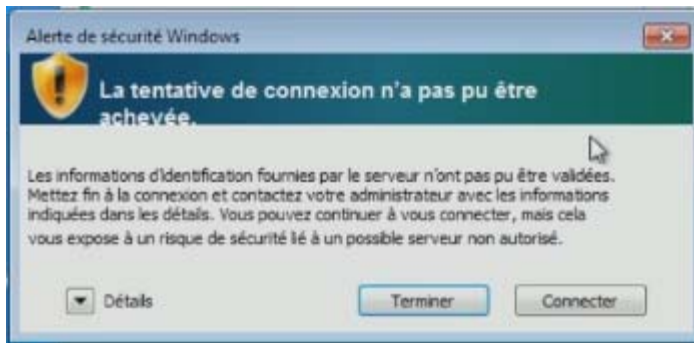 Alerte de sécurité Windows
La tentative de connexion n'a pas pu être
achevée.
Les informations d'identification fournies par le serveur n'ont pas pu être validées.
Mettez fin à la connexion et contactez votre administrateur avec les informations
indiquées dans les détails. Vous pouvez continuer à vous connecter, mais cela
vous expose à un risque de sécurité lié à un possible serveur non autorisé.
Détails
Terminer
Connecter